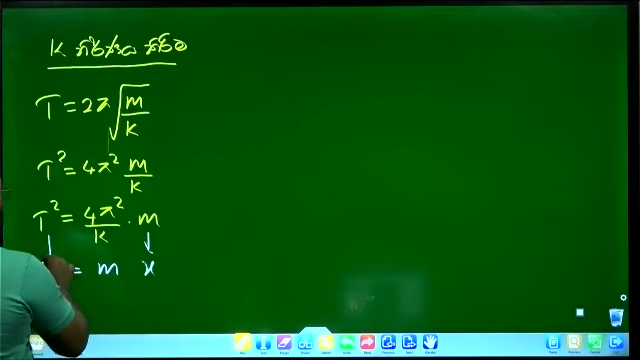 K
T = 2π√(m/k)
T² = 4π² m/k
T² = 4π²/k · m
= m x